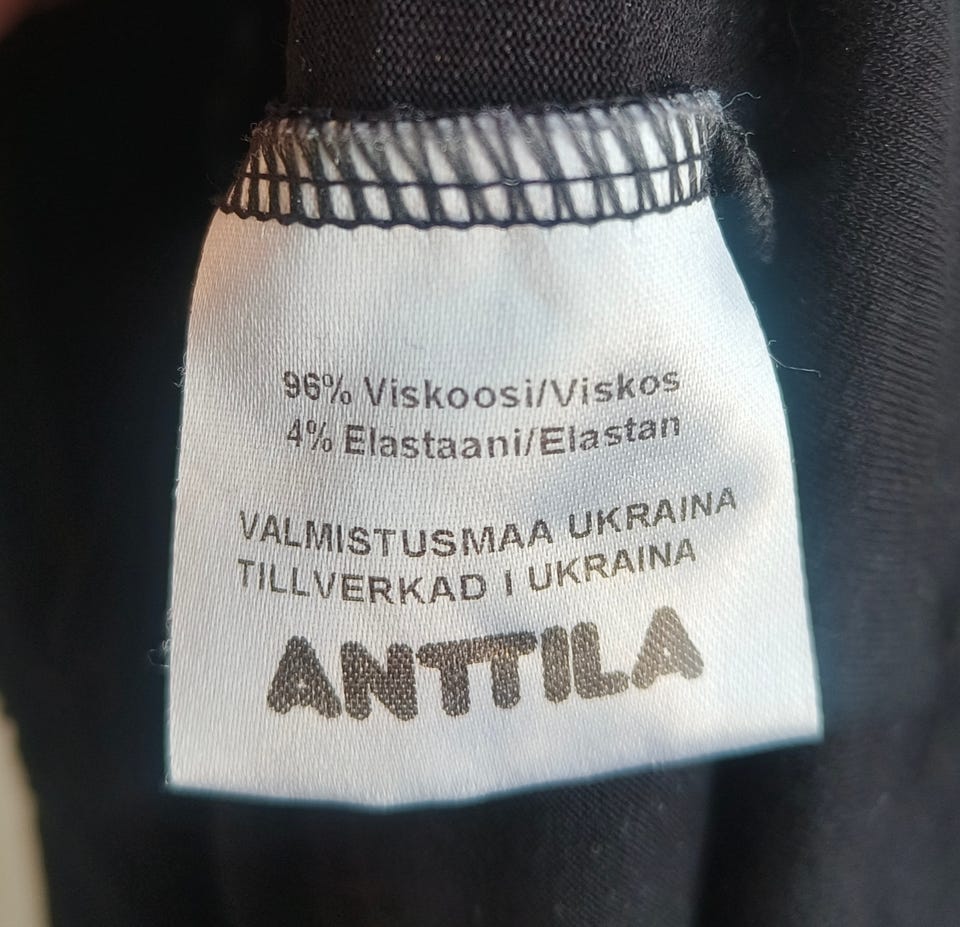 96% Viskoosi/Viskos
4% Elastaani/Elastan
VALMISTUSMAA UKRAINA
TILLVERKAD I UKRAINA
ANTTILA